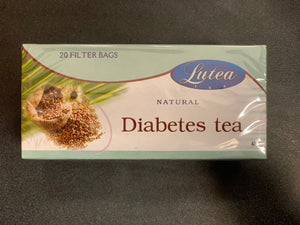 20 FILTER BAGS
Lutea
NATURAL
Diabetes tea